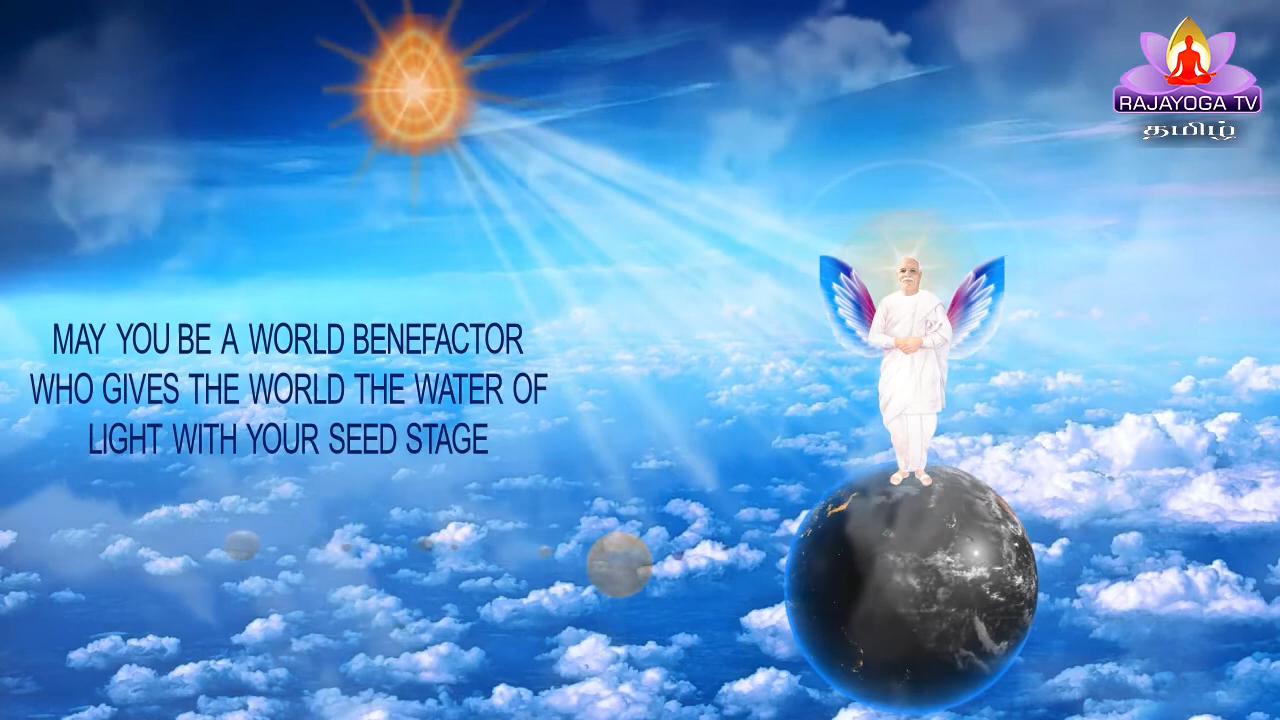 RAJAYOGA TV
தமிழ்
MAY YOU BE A WORLD BENEFACTOR
WHO GIVES THE WORLD THE WATER OF
LIGHT WITH YOUR SEED STAGE